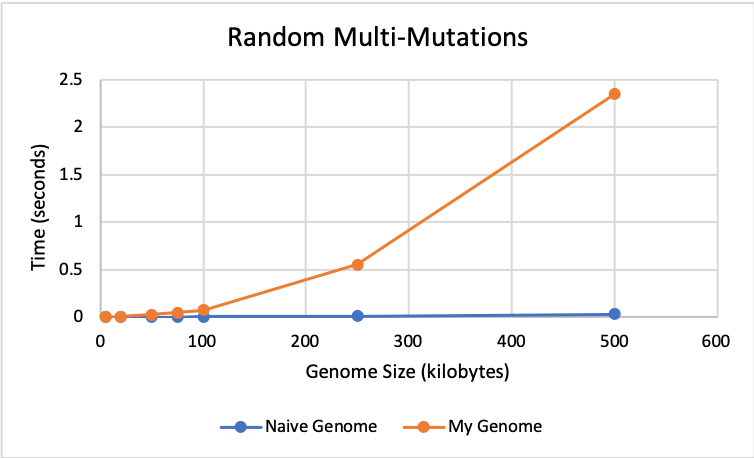 Random Multi-Mutations
2.5
2
1.5
1
0.5
0
Time (seconds)
0 100 200 300 400 500 600
Genome Size (kilobytes)
Naive Genome My Genome